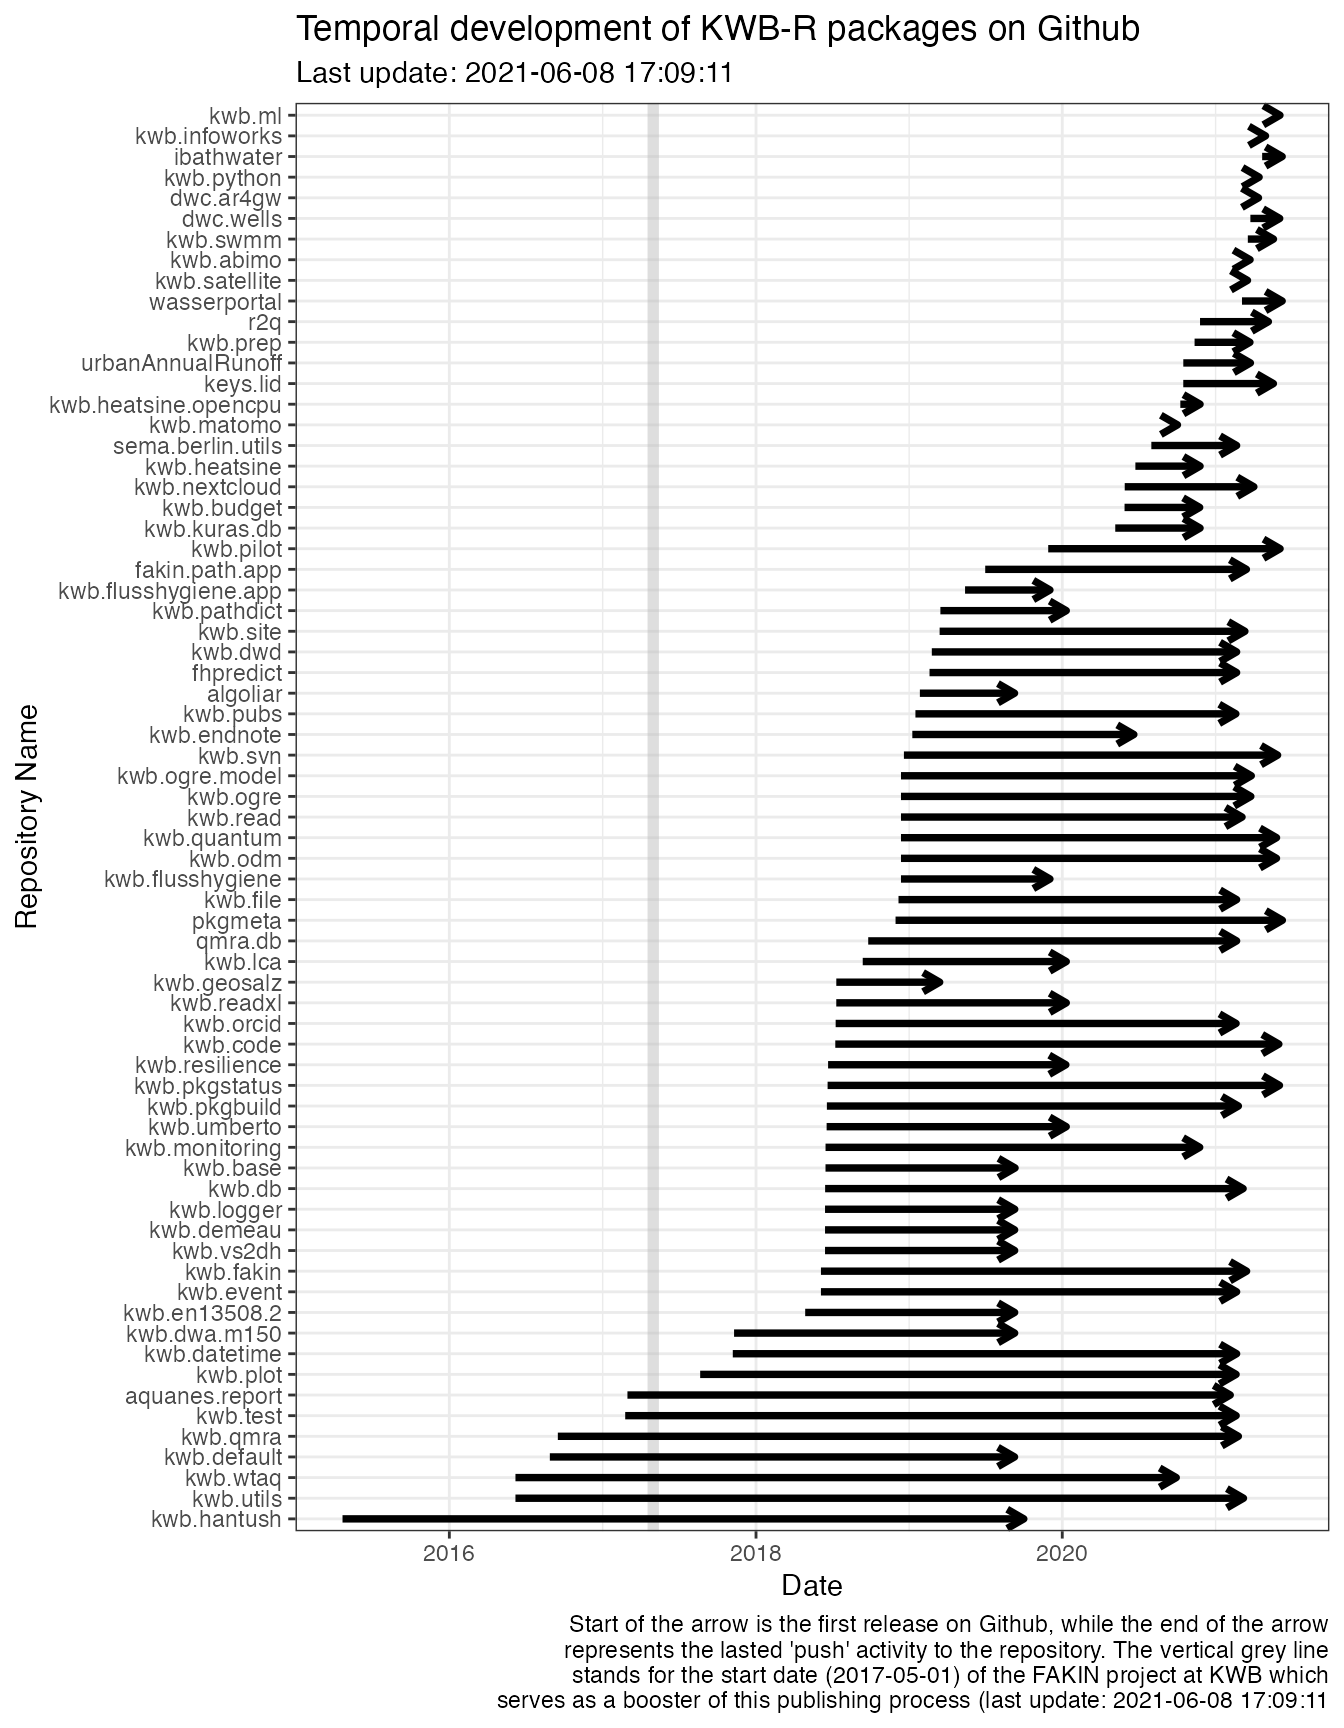 Temporal development of KWB-R packages on Github
Last update: 2021-06-08 17:09:11
Repository Name
kwb.ml
kwb.infoworks
ibathwater
kwb.python
dwc.ar4gw
dwc.wells
kwb.swmm
kwb.abimo
kwb.satellite
wasserportal
r2q
kwb.prep
urbanAnnualRunoff
keys.lid
kwb.heatsine.opencpu
kwb.matomo
sema.berlin.utils
kwb.heatsine
kwb.nextcloud
kwb.budget
kwb.kuras.db
kwb.pilot
fakin.path.app
kwb.flusshygiene.app
kwb.pathdict
kwb.site
kwb.dwd
fhpredict
algoliar
kwb.pubs
kwb.endnote
kwb.svn
kwb.ogre.model
kwb.ogre
kwb.read
kwb.quantum
kwb.odm
kwb.flusshygiene
kwb.file
pkgmeta
qmra.db
kwb.lca
kwb.geosalz
kwb.readxl
kwb.orcid
kwb.code
kwb.resilience
kwb.pkgstatus
kwb.pkgbuild
kwb.umberto
kwb.monitoring
kwb.base
kwb.db
kwb.logger
kwb.demeau
kwb.vs2dh
kwb.fakin
kwb.event
kwb.en13508.2
kwb.dwa.m150
kwb.datetime
kwb.plot
aquanes.report
kwb.test
kwb.qmra
kwb.default
kwb.wtaq
kwb.utils
kwb.hantush
2016 2018 2020
Date
Start of the arrow is the first release on Github, while the end of the arrow
represents the lasted 'push' activity to the repository. The vertical grey line
stands for the start date (2017-05-01) of the FAKIN project at KWB which
serves as a booster of this publishing process (last update: 2021-06-08 17:09:11